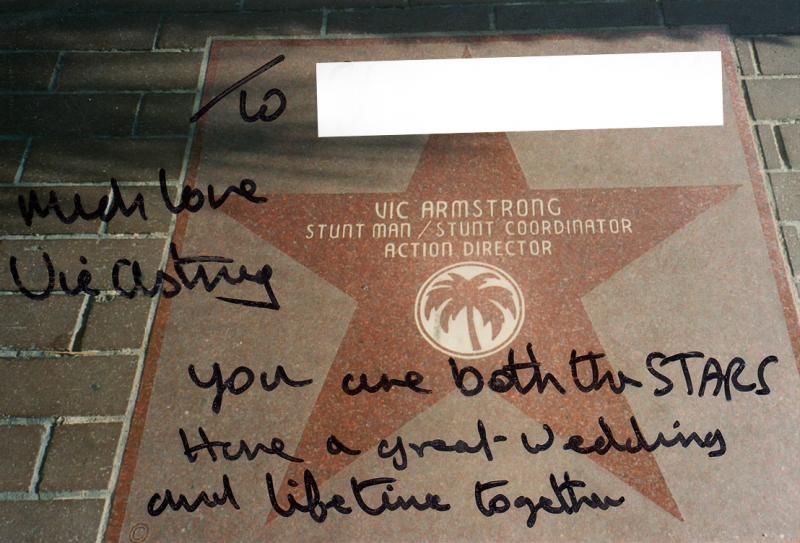 To
much love
Vic Armstrong
VIC ARMSTRONG
STUNT MAN / STUNT COORDINATOR
ACTION DIRECTOR
you are both the STARS
Have a great wedding
and lifetime together
©